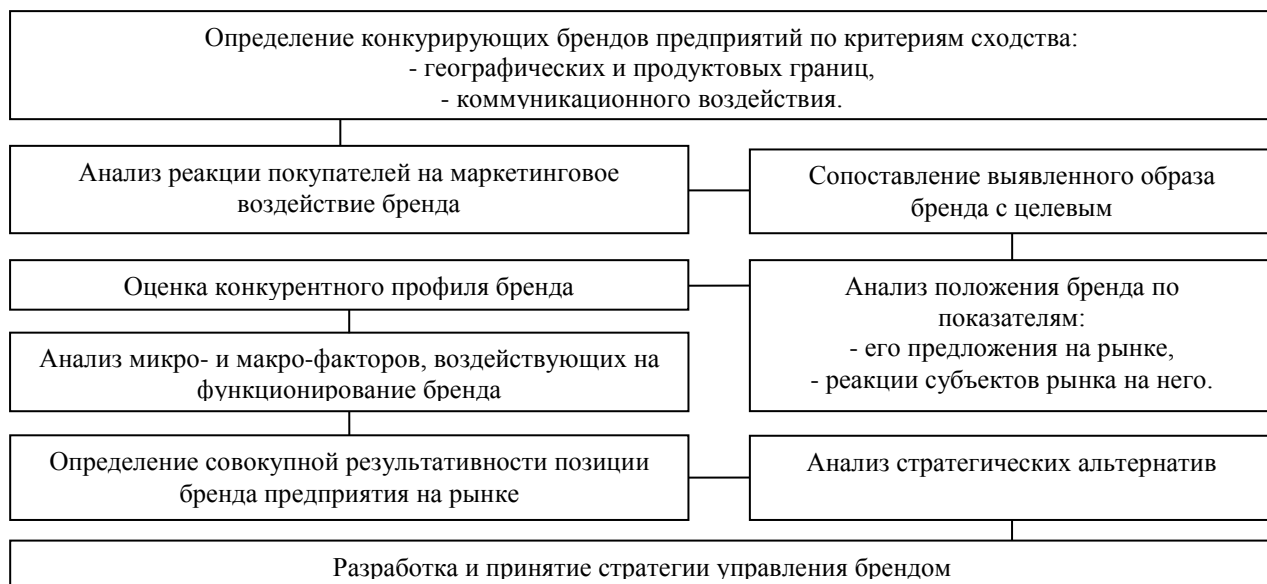 Определение конкурирующих брендов предприятий по критериям сходства:
- географических и продуктовых границ,
- коммуникационного воздействия.
Анализ реакции покупателей на маркетинговое
воздействие бренда
Сопоставление выявленного образа
бренда с целевым
Оценка конкурентного профиля бренда
Анализ положения бренда по
показателям:
- его предложения на рынке,
- реакции субъектов рынка на него.
Анализ микро- и макро-факторов, воздействующих на
функционирование бренда
Определение совокупной результативности позиции
бренда предприятия на рынке
Анализ стратегических альтернатив
Разработка и принятие стратегии управления брендом